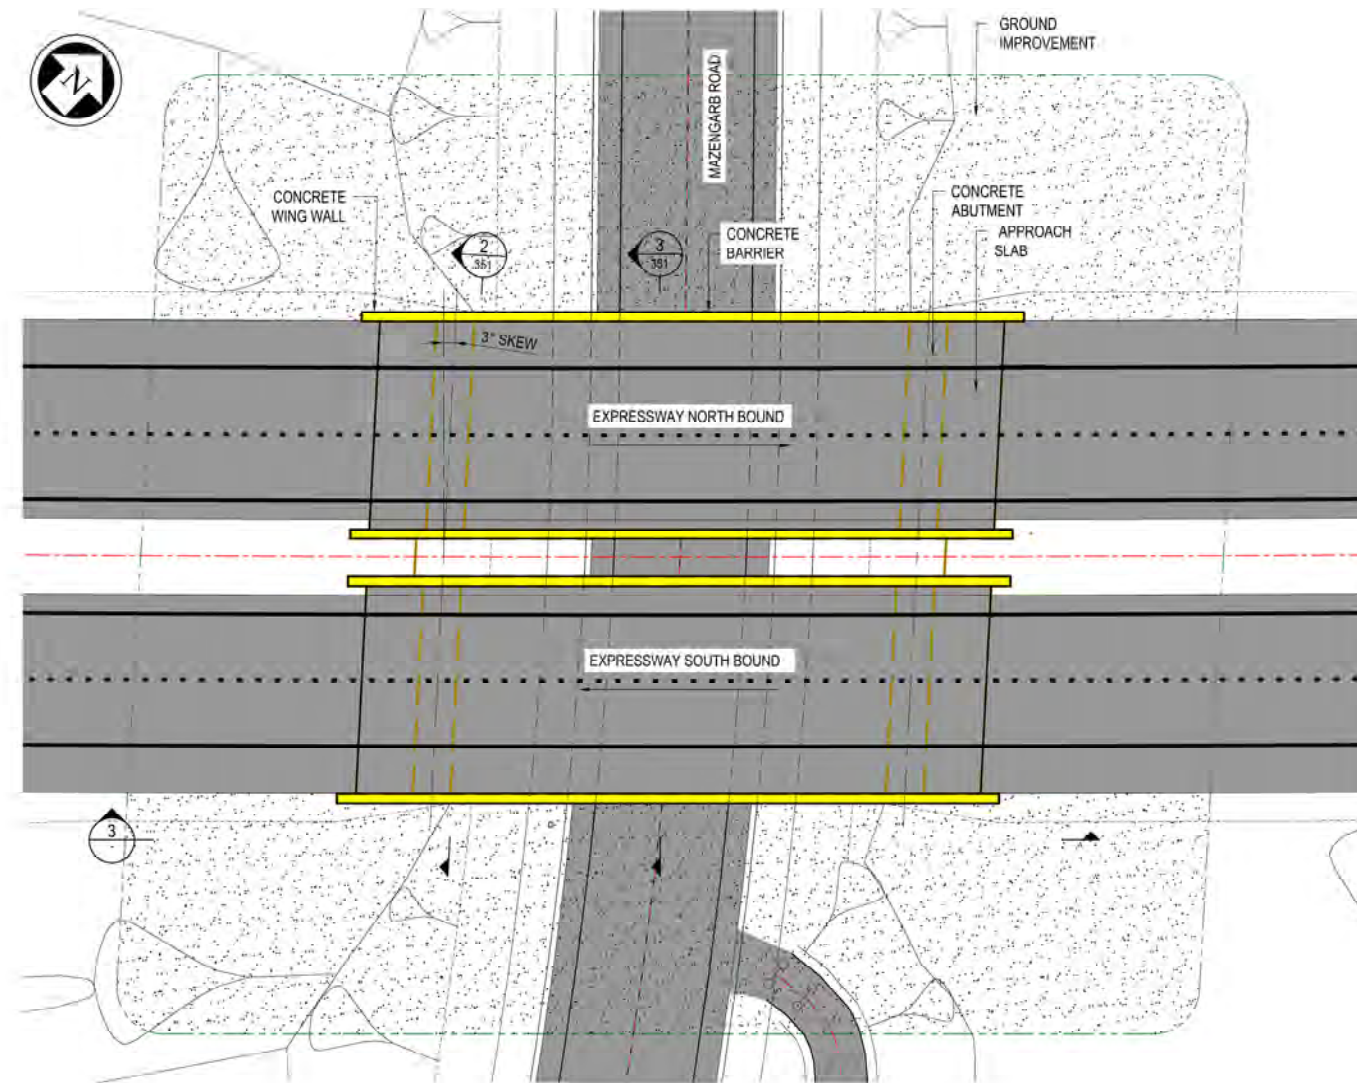 GROUND
IMPROVEMENT
N
MAZENGARB ROAD
CONCRETE
WING WALL
CONCRETE
ABUTMENT
APPROACH
SLAB
2
351
3
351
CONCRETE
BARRIER
3° SKEW
EXPRESSWAY NORTH BOUND
EXPRESSWAY SOUTH BOUND
3